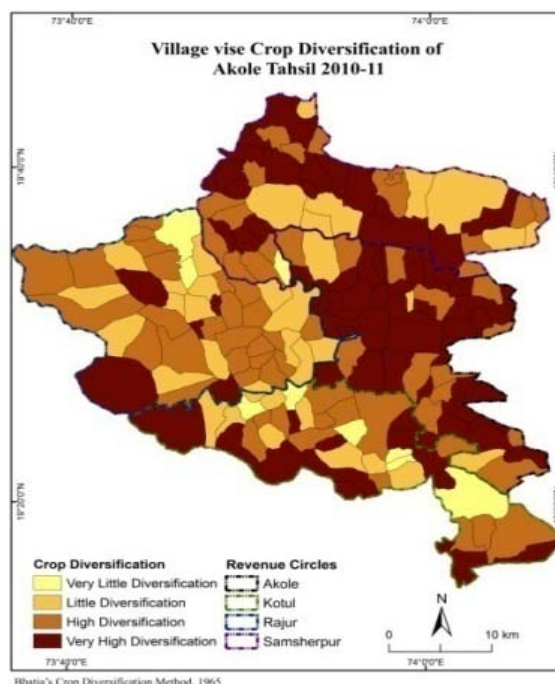 73°40'0"E
74°0'0"E
Village vise Crop Diversification of
Akole Tahsil 2010-11
19°40'0"N
19°20'0"N
Crop Diversification
Very Little Diversification
Little Diversification
High Diversification
Very High Diversification
Revenue Circles
Akole
Kotul
Rajur
Samsherpur
N
0 10 km
73°40'0"E
74°0'0"E
Bhatia's Crop Diversification Method, 1965